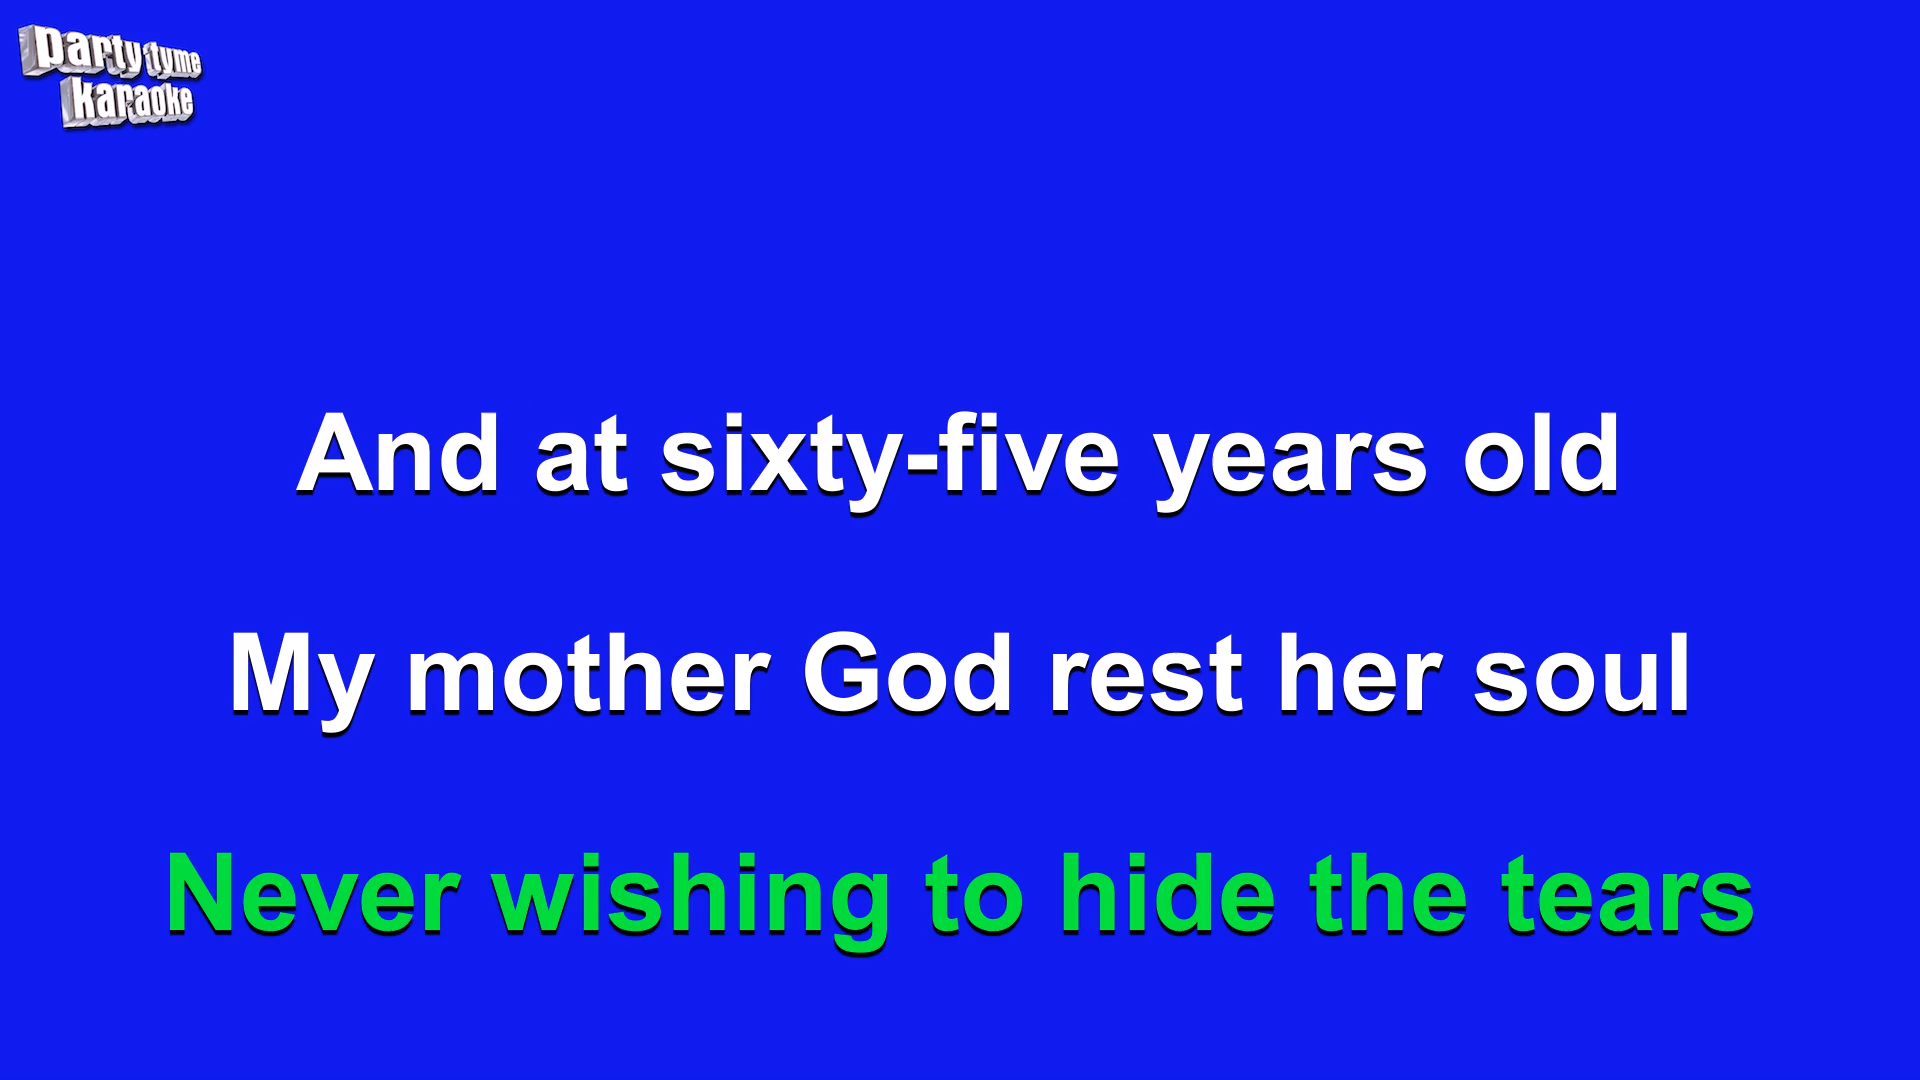 party tyme
karaoke
And at sixty-five years old
My mother God rest her soul
Never wishing to hide the tears